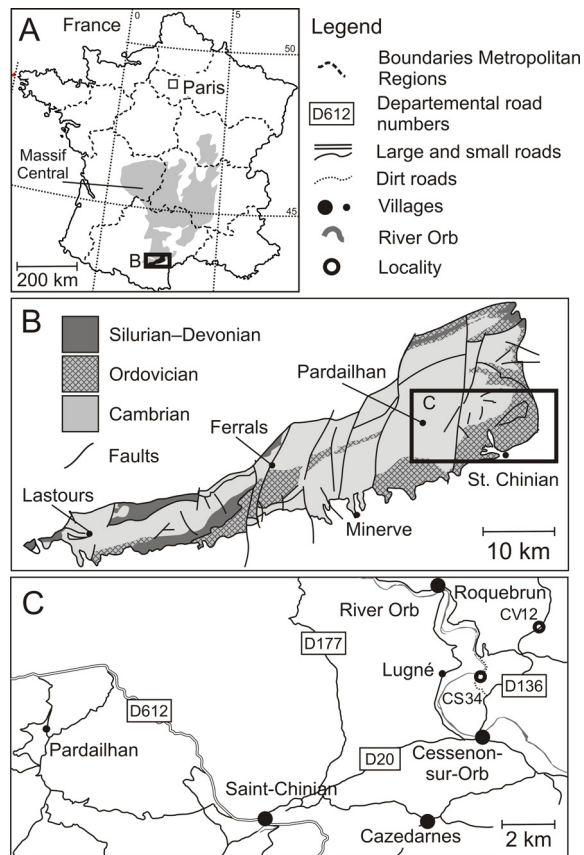 A
France
0
5
50
Paris
Massif
Central
45
B
200 km
Legend
Boundaries Metropolitan
Regions
D612
Departemental road
numbers
Large and small roads
Dirt roads
Villages
River Orb
Locality
B
Silurian–Devonian
Ordovician
Cambrian
Faults
Pardailhan
C
Ferrals
Lastours
St. Chinian
Minerve
10 km
C
River Orb
Roquebrun
CV12
D177
Lugné
CS34
D136
D612
Pardailhan
D20
Cessenon-
sur-Orb
Saint-Chinian
Cazedarnes
2 km